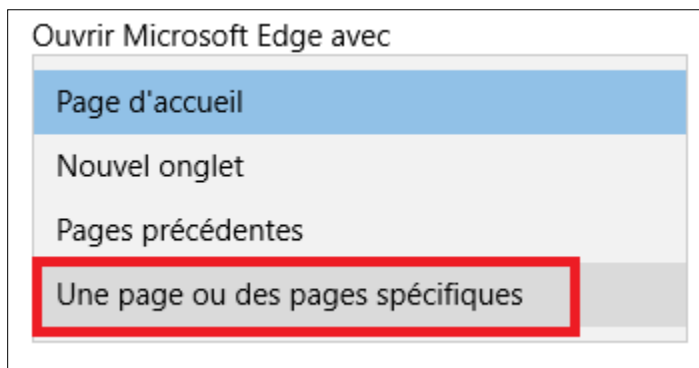 Ouvrir Microsoft Edge avec
Page d'accueil
Nouvel onglet
Pages précédentes
Une page ou des pages spécifiques